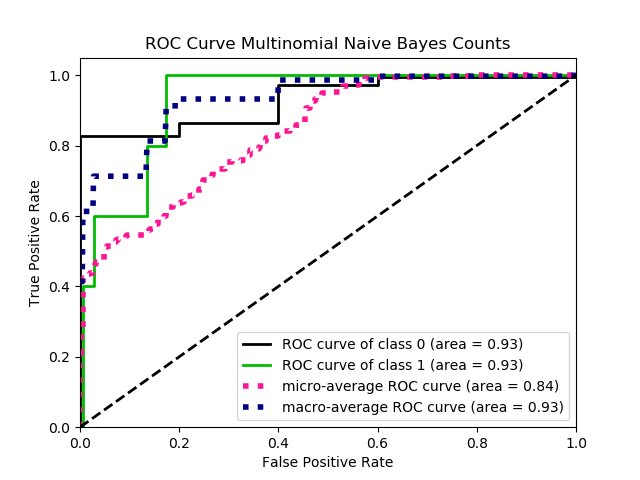 ROC Curve Multinomial Naive Bayes Counts
1.0
0.8
0.6
0.4
0.2
0.0
True Positive Rate
ROC curve of class 0 (area = 0.93)
ROC curve of class 1 (area = 0.93)
micro-average ROC curve (area = 0.84)
macro-average ROC curve (area = 0.93)
0.0 0.2 0.4 0.6 0.8 1.0
False Positive Rate